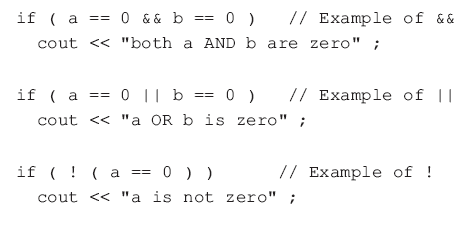 if ( a == 0 && b == 0 )   // Example of &&
  cout << "both a AND b are zero" ;
if ( a == 0 || b == 0 )   // Example of ||
  cout << "a OR b is zero" ;
if ( ! ( a == 0 ) )      // Example of !
  cout << "a is not zero" ;